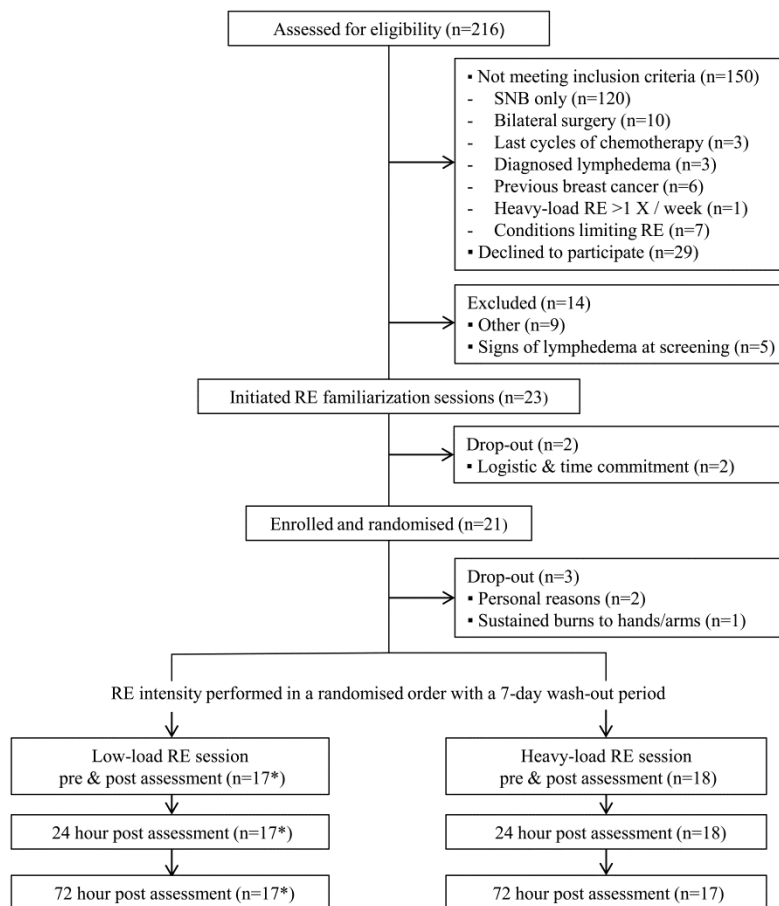 Assessed for eligibility (n=216)
▪ Not meeting inclusion criteria (n=150)
- SNB only (n=120)
- Bilateral surgery (n=10)
- Last cycles of chemotherapy (n=3)
- Diagnosed lymphedema (n=3)
- Previous breast cancer (n=6)
- Heavy-load RE >1 X / week (n=1)
- Conditions limiting RE (n=7)
▪ Declined to participate (n=29)
Excluded (n=14)
▪ Other (n=9)
▪ Signs of lymphedema at screening (n=5)
Initiated RE familiarization sessions (n=23)
Drop-out (n=2)
▪ Logistic & time commitment (n=2)
Enrolled and randomised (n=21)
Drop-out (n=3)
▪ Personal reasons (n=2)
▪ Sustained burns to hands/arms (n=1)
RE intensity performed in a randomised order with a 7-day wash-out period
Low-load RE session
pre & post assessment (n=17*)
Heavy-load RE session
pre & post assessment (n=18)
24 hour post assessment (n=17*)
24 hour post assessment (n=18)
72 hour post assessment (n=17*)
72 hour post assessment (n=17)